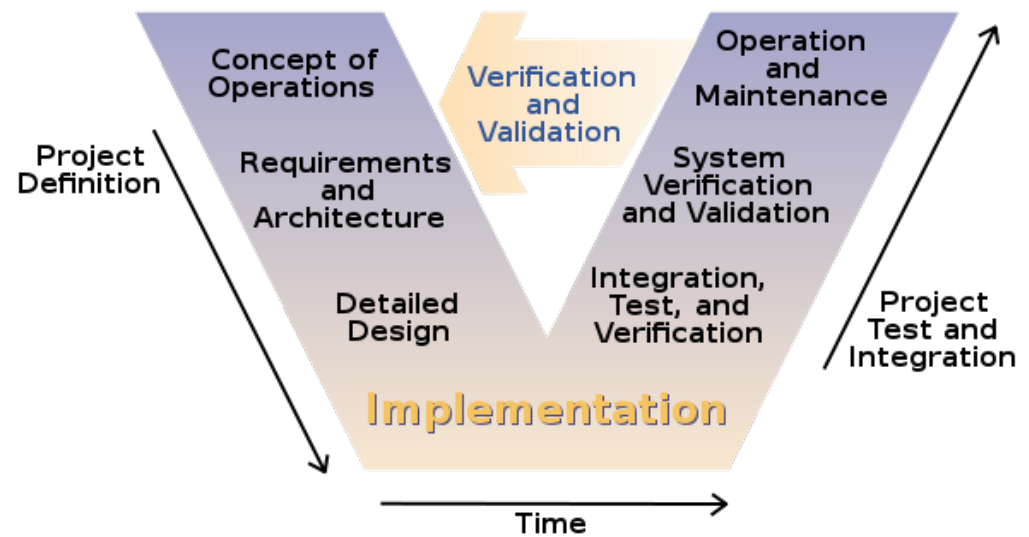 Concept of
Operations
Verification
and
Validation
Operation
and
Maintenance
Project
Definition
Requirements
and
Architecture
System
Verification
and Validation
Detailed
Design
Integration,
Test, and
Verification
Project
Test and
Integration
Implementation
Time